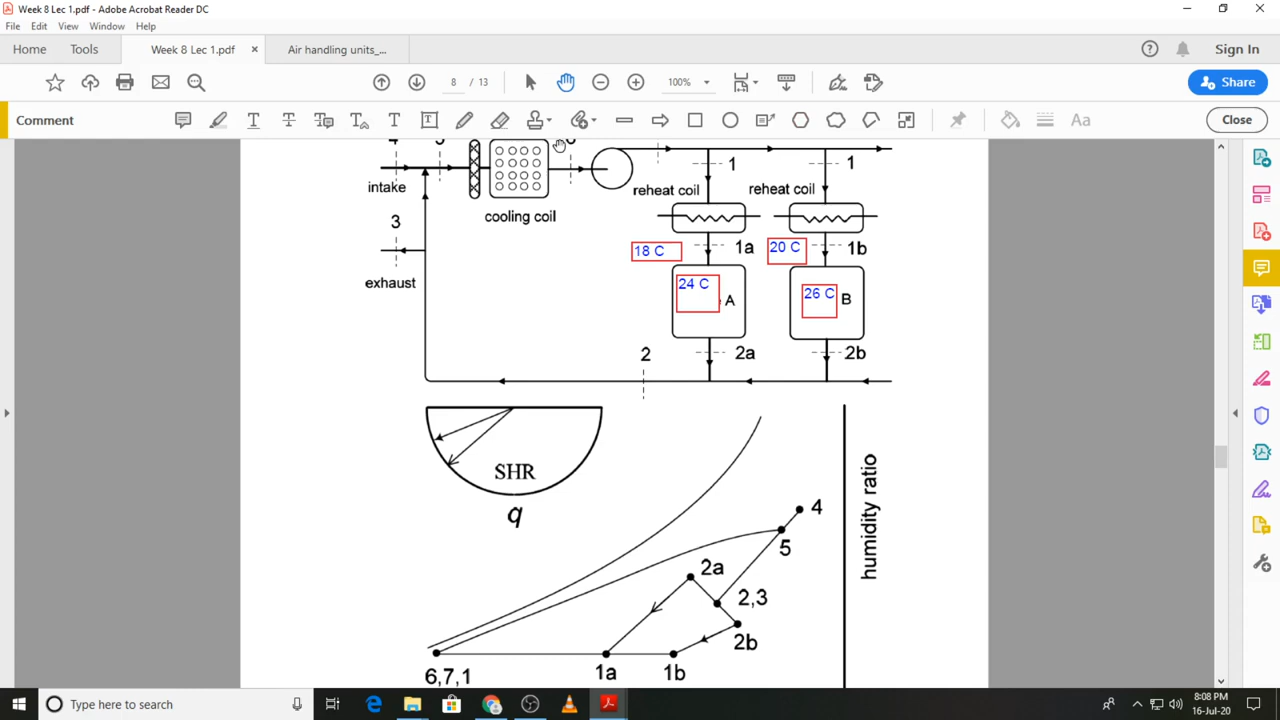 Week 8 Lec 1.pdf - Adobe Acrobat Reader DC
File Edit View Window Help
Home Tools Week 8 Lec 1.pdf × Air handling units_... Sign In
8 / 13 100% Share
Comment Close
1 1
intake reheat coil reheat coil
cooling coil
3 18 C 1a 20 C 1b
exhaust 24 C A 26 C B
2 2a 2b
SHR
q
humidity ratio
4
5
2a
2,3
2b
6,7,1 1a 1b
Type here to search 8:08 PM
16-Jul-20